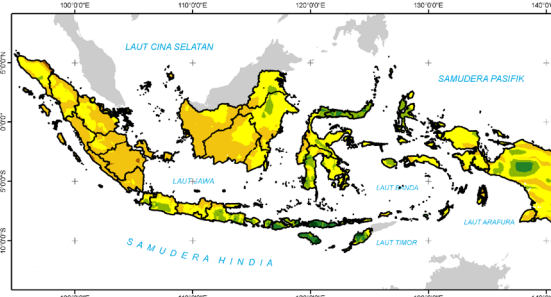 100°0'0"E 110°0'0"E 120°0'0"E 130°0'0"E 140°0'
LAUT CINA SELATAN
SAMUDERA PASIFIK
5°0'0"N
0°0'0"
5°0'0"S
10°0'0"S
LAUT JAWA
LAUT BANDA
LAUT ARAFURA
LAUT TIMOR
SAMUDERA HINDIA